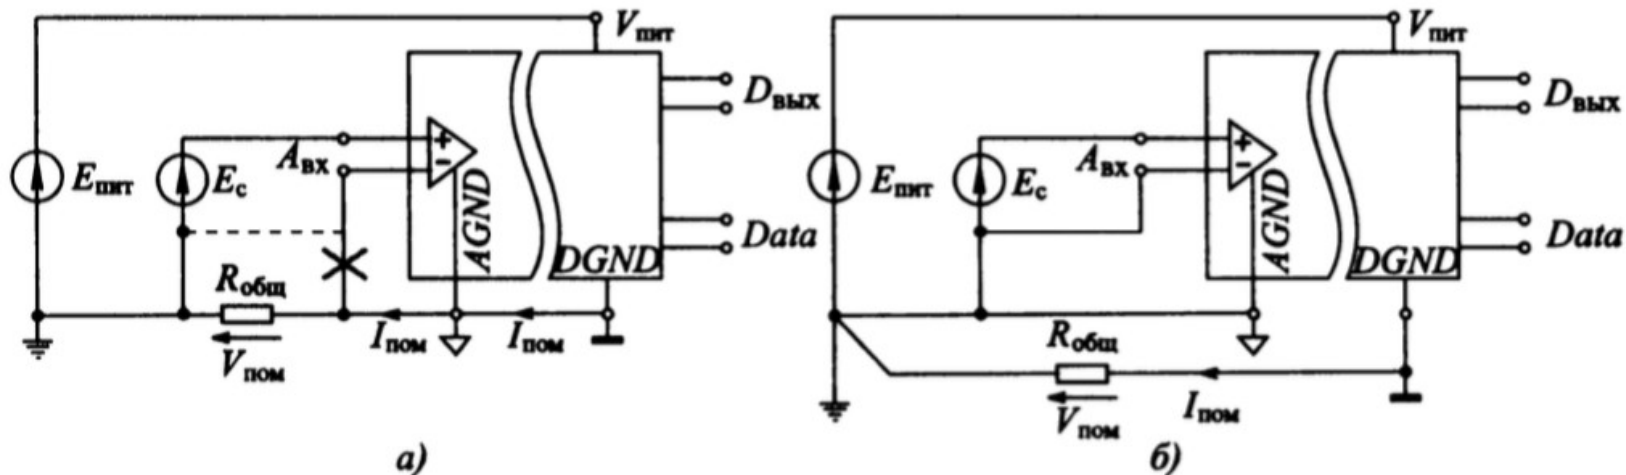 Vпит
Dвых
Aвх
+
−
Eпит
Eс
AGND
Data
DGND
Rобщ
Iпом
Iпом
Vпом
а)
Vпит
Dвых
Aвх
+
−
Eпит
Eс
AGND
Data
DGND
Rобщ
Iпом
Vпом
б)